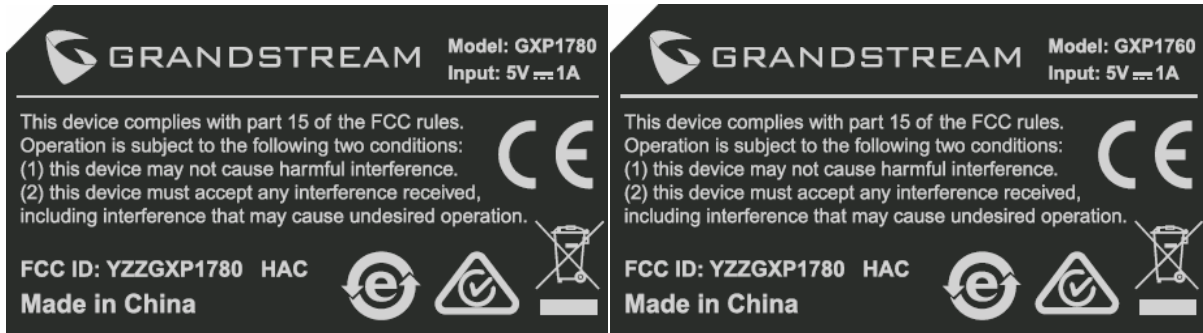 GRANDSTREAM
Model: GXP1780
Input: 5V⎓1A
This device complies with part 15 of the FCC rules.
Operation is subject to the following two conditions:
(1) this device may not cause harmful interference.
(2) this device must accept any interference received,
including interference that may cause undesired operation.
FCC ID: YZZGXP1780 HAC
Made in China
GRANDSTREAM
Model: GXP1760
Input: 5V⎓1A
This device complies with part 15 of the FCC rules.
Operation is subject to the following two conditions:
(1) this device may not cause harmful interference.
(2) this device must accept any interference received,
including interference that may cause undesired operation.
FCC ID: YZZGXP1780 HAC
Made in China